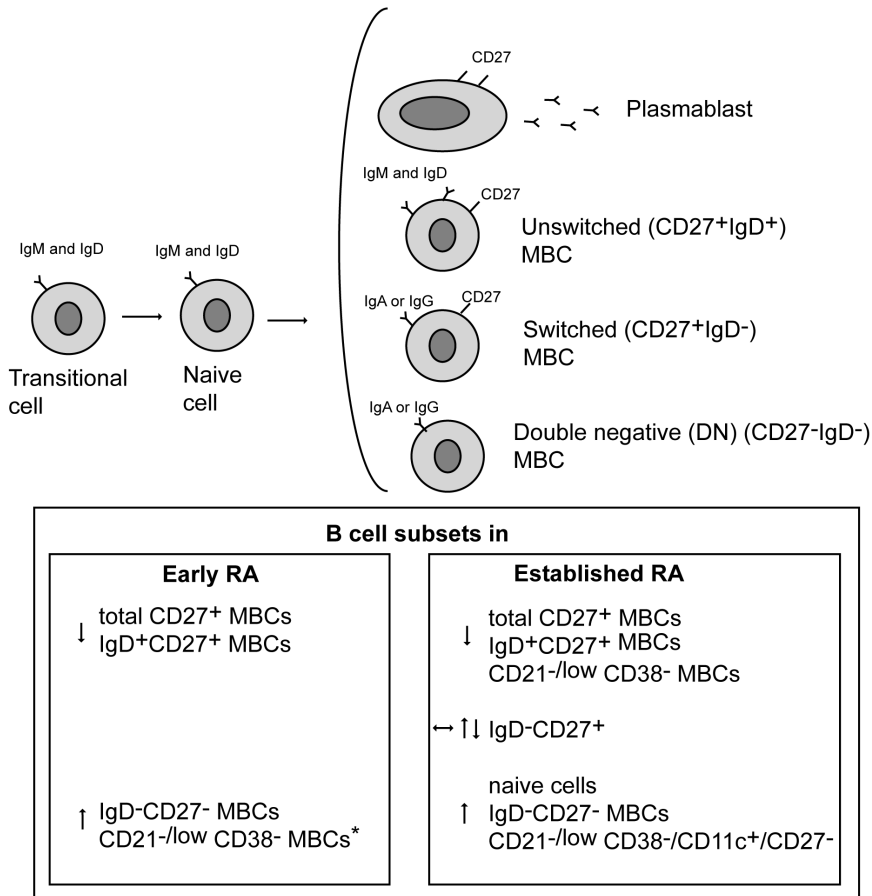 CD27
Plasmablast
IgM and IgD
CD27
Unswitched (CD27+IgD+)
MBC
IgM and IgD
IgM and IgD
IgA or IgG
CD27
Switched (CD27+IgD-)
MBC
Transitional
cell
Naive
cell
IgA or IgG
Double negative (DN) (CD27-IgD-)
MBC
B cell subsets in
Early RA
↓ total CD27+ MBCs
IgD+CD27+ MBCs
↑ IgD-CD27- MBCs
CD21-/low CD38- MBCs*
Established RA
↓ total CD27+ MBCs
IgD+CD27+ MBCs
CD21-/low CD38- MBCs
↔↑↓ IgD-CD27+
naive cells
↑ IgD-CD27- MBCs
CD21-/low CD38-/CD11c+/CD27-